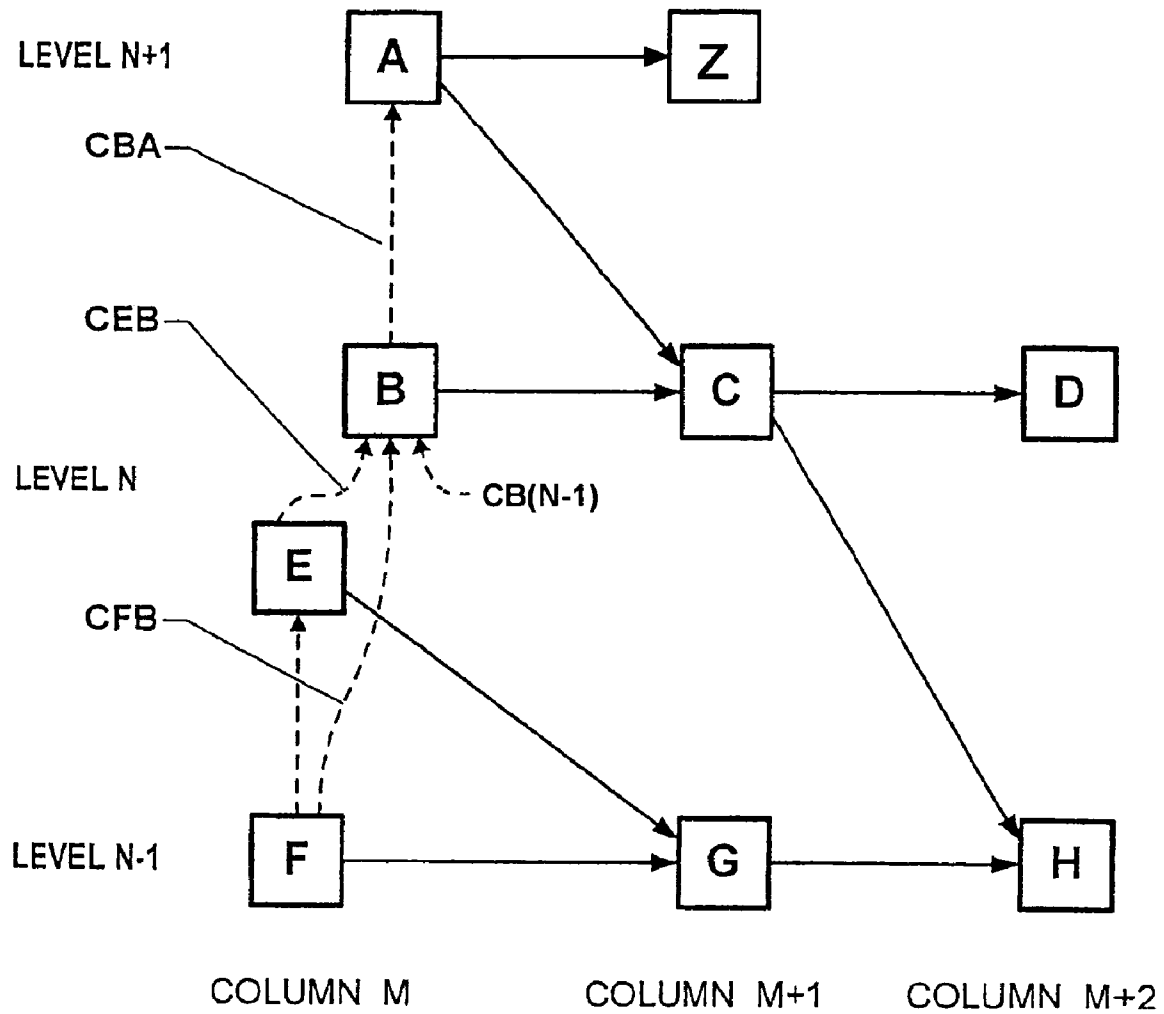 LEVEL N+1
A
Z
CBA
CEB
B
C
D
LEVEL N
CB(N-1)
E
CFB
LEVEL N-1
F
G
H
COLUMN M
COLUMN M+1
COLUMN M+2